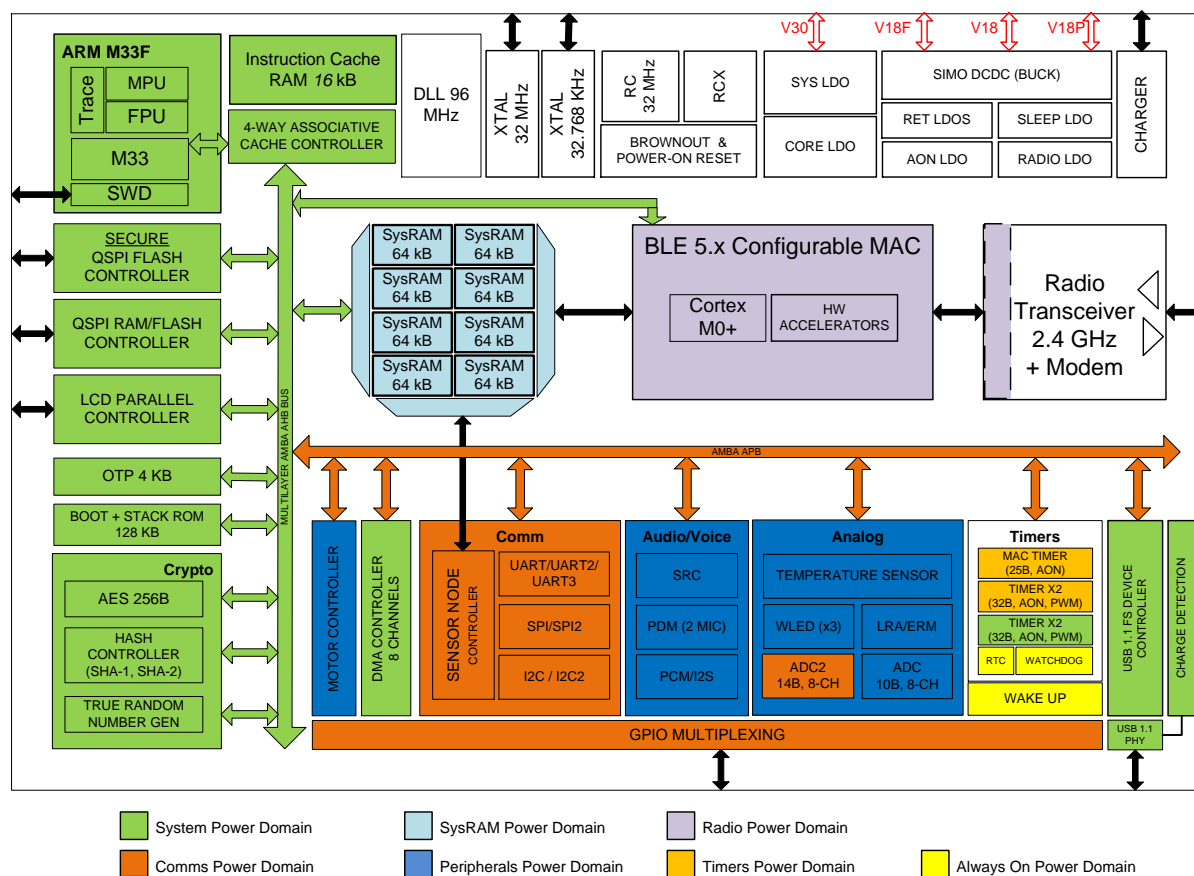 V30
V18F
V18
V18P
ARM M33F
Trace
MPU
FPU
M33
SWD
Instruction Cache
RAM 16 kB
4-WAY ASSOCIATIVE
CACHE CONTROLLER
DLL 96
MHz
XTAL
32 MHz
XTAL
32.768 KHz
RC
32 MHz
RCX
BROWNOUT &
POWER-ON RESET
SYS LDO
CORE LDO
SIMO DCDC (BUCK)
RET LDOS
SLEEP LDO
AON LDO
RADIO LDO
CHARGER
SECURE
QSPI FLASH
CONTROLLER
QSPI RAM/FLASH
CONTROLLER
LCD PARALLEL
CONTROLLER
OTP 4 KB
BOOT + STACK ROM
128 KB
Crypto
AES 256B
HASH
CONTROLLER
(SHA-1, SHA-2)
TRUE RANDOM
NUMBER GEN
MULTILAYER AMBA AHB BUS
SysRAM
64 kB
SysRAM
64 kB
SysRAM
64 kB
SysRAM
64 kB
SysRAM
64 kB
SysRAM
64 kB
SysRAM
64 kB
SysRAM
64 kB
BLE 5.x Configurable MAC
Cortex
M0+
HW
ACCELERATORS
Radio
Transceiver
2.4 GHz
+ Modem
AMBA APB
MOTOR CONTROLLER
DMA CONTROLLER
8 CHANNELS
Comm
SENSOR NODE
CONTROLLER
UART/UART2/
UART3
SPI/SPI2
I2C / I2C2
Audio/Voice
SRC
PDM (2 MIC)
PCM/I2S
Analog
TEMPERATURE SENSOR
WLED (x3)
LRA/ERM
ADC2
14B, 8-CH
ADC
10B, 8-CH
Timers
MAC TIMER
(25B, AON)
TIMER X2
(32B, AON, PWM)
TIMER X2
(32B, AON, PWM)
RTC
WATCHDOG
WAKE UP
USB 1.1 FS DEVICE
CONTROLLER
CHARGE DETECTION
GPIO MULTIPLEXING
USB 1.1
PHY
System Power Domain
SysRAM Power Domain
Radio Power Domain
Comms Power Domain
Peripherals Power Domain
Timers Power Domain
Always On Power Domain